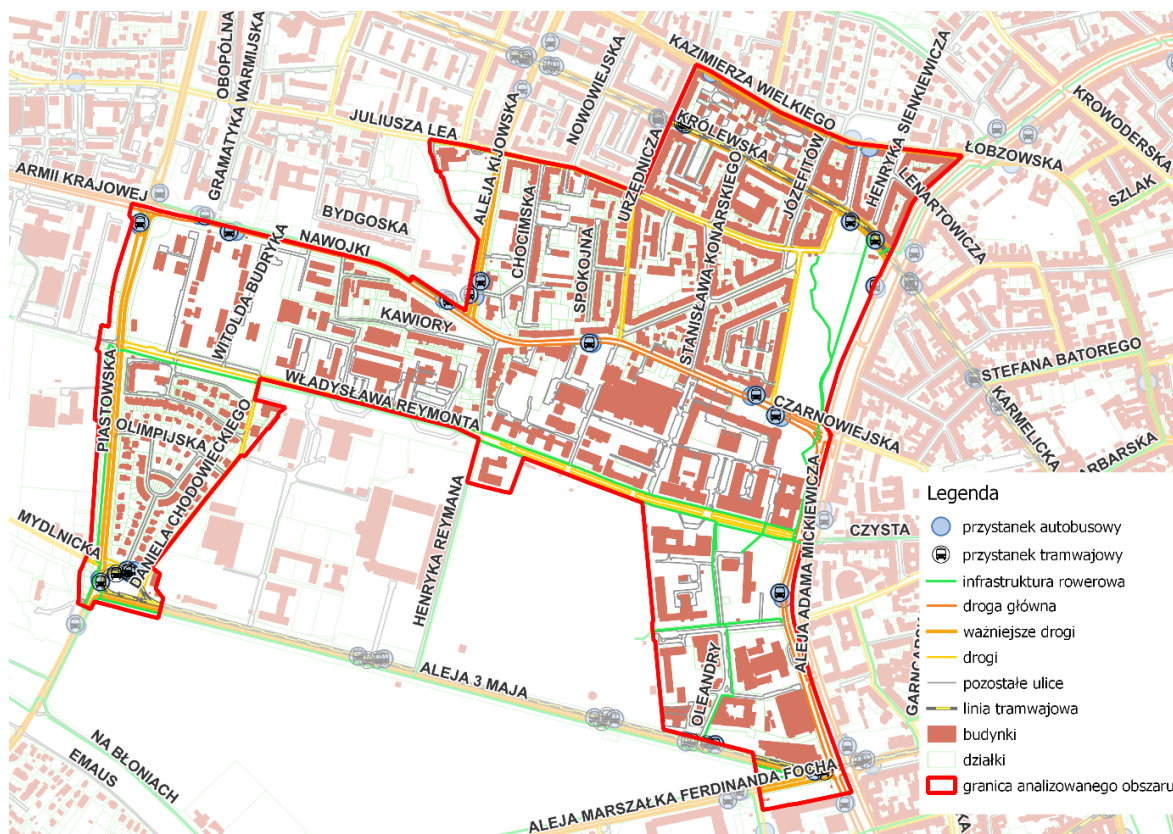 KAZIMIERZA WIELKIEGO
OBOPÓLNA
GRAMATYKA WARMIJSKA
NOWOWIEJSKA
JULIUSZA LEA
ALEJA KIJOWSKA
URZĘDNICZA
KRÓLEWSKA
HENRYKA SIENKIEWICZA
KROWODERSKA
ŁOBZOWSKA
LENARTOWICZA
SZLAK
ARMII KRAJOWEJ
BYDGOSKA
NAWOJKI
CHOCIMSKA
SPOKOJNA
STANISŁAWA KONARSKIEGO
JÓZEFITÓW
WITOLDA BUDRYKA
KAWIORY
STEFANA BATOREGO
KARMELICKA
PIASTOWSKA
WŁADYSŁAWA REYMONTA
CZARNOWIEJSKA
ARBARSKA
OLIMPIJSKA
DANIELA CHODOWIECKIEGO
MYDLNICKA
HENRYKA REYMANA
ALEJA ADAMA MICKIEWICZA
CZYSTA
ALEJA 3 MAJA
OLEANDRY
NA BŁONIACH
EMAUS
ALEJA MARSZAŁKA FERDINANDA FOCHA
Legenda
przystanek autobusowy
przystanek tramwajowy
infrastruktura rowerowa
droga główna
ważniejsze drogi
drogi
pozostałe ulice
linia tramwajowa
budynki
działki
granica analizowanego obszaru